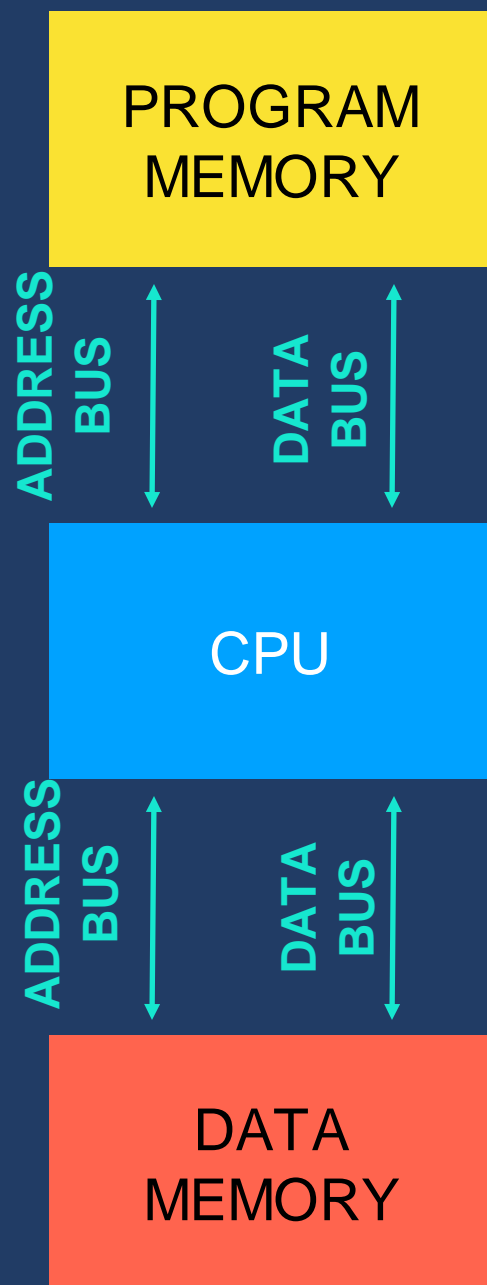 PROGRAM
MEMORY
ADDRESS
BUS
DATA
BUS
CPU
ADDRESS
BUS
DATA
BUS
DATA
MEMORY